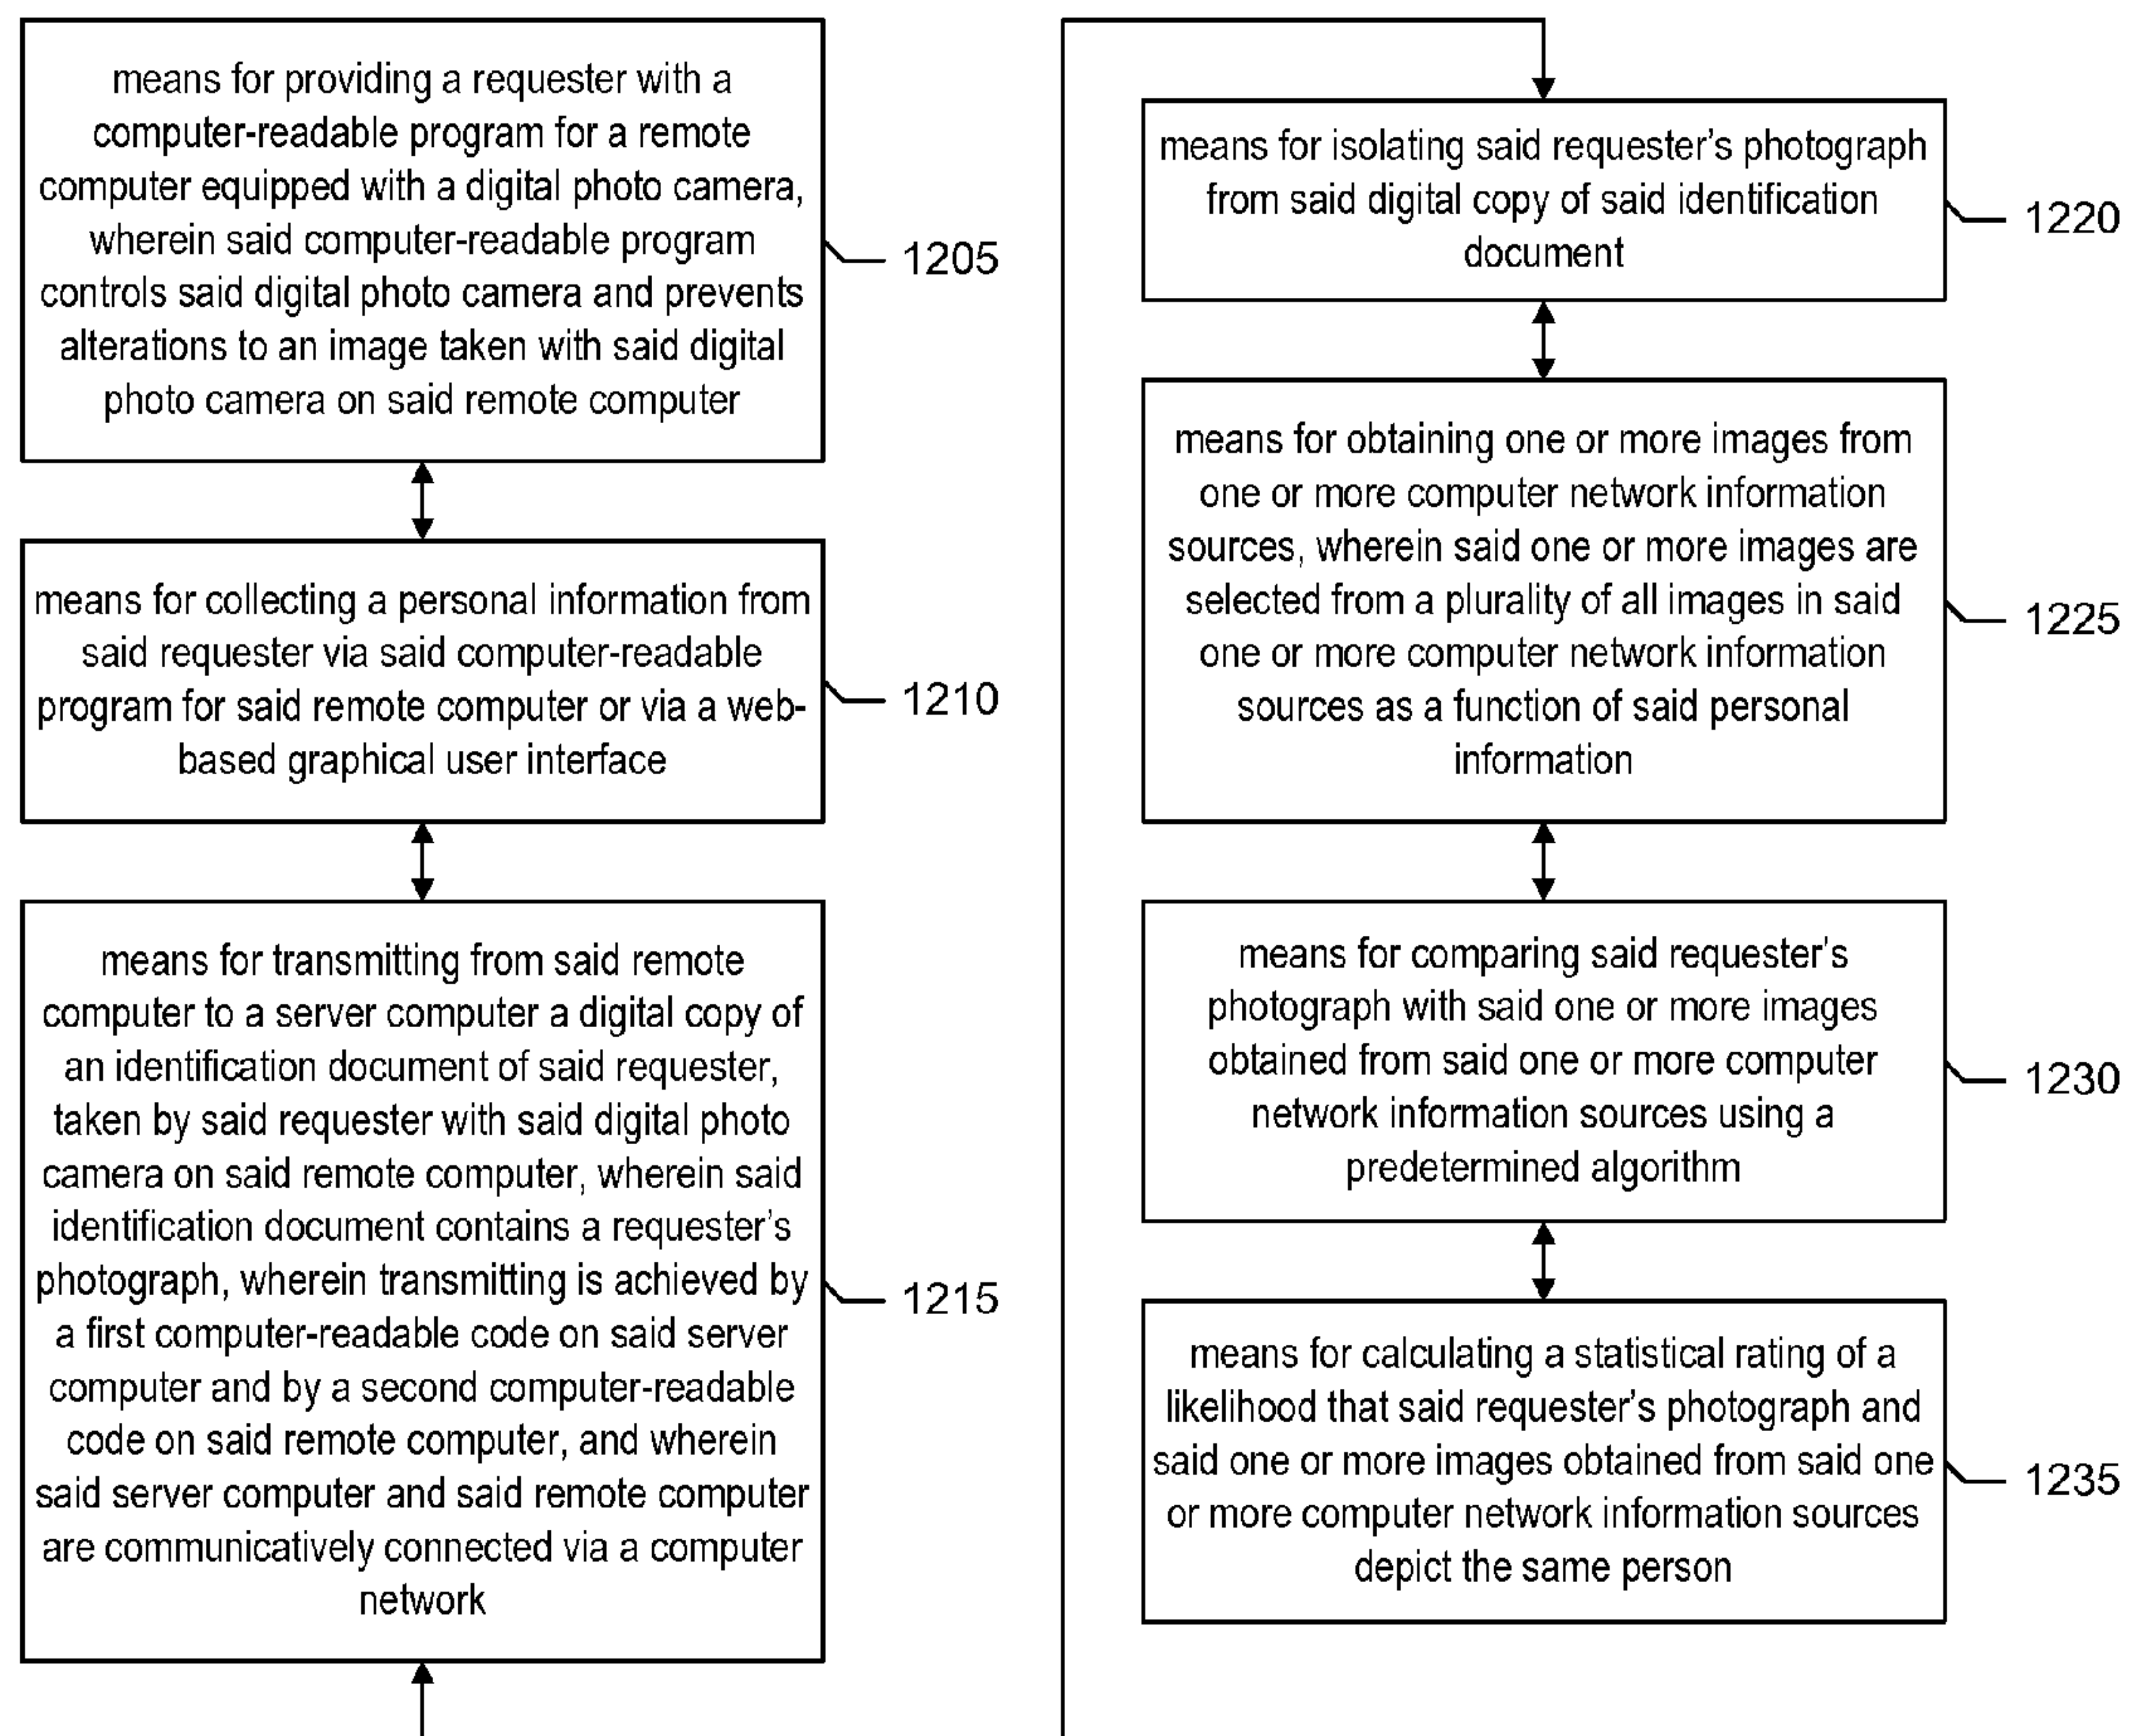 means for providing a requester with a
computer-readable program for a remote
computer equipped with a digital photo camera,
wherein said computer-readable program
controls said digital photo camera and prevents
alterations to an image taken with said digital
photo camera on said remote computer
1205
means for collecting a personal information from
said requester via said computer-readable
program for said remote computer or via a web-
based graphical user interface
1210
means for transmitting from said remote
computer to a server computer a digital copy of
an identification document of said requester,
taken by said requester with said digital photo
camera on said remote computer, wherein said
identification document contains a requester's
photograph, wherein transmitting is achieved by
a first computer-readable code on said server
computer and by a second computer-readable
code on said remote computer, and wherein
said server computer and said remote computer
are communicatively connected via a computer
network
1215
means for isolating said requester's photograph
from said digital copy of said identification
document
1220
means for obtaining one or more images from
one or more computer network information
sources, wherein said one or more images are
selected from a plurality of all images in said
one or more computer network information
sources as a function of said personal
information
1225
means for comparing said requester's
photograph with said one or more images
obtained from said one or more computer
network information sources using a
predetermined algorithm
1230
means for calculating a statistical rating of a
likelihood that said requester's photograph and
said one or more images obtained from said one
or more computer network information sources
depict the same person
1235